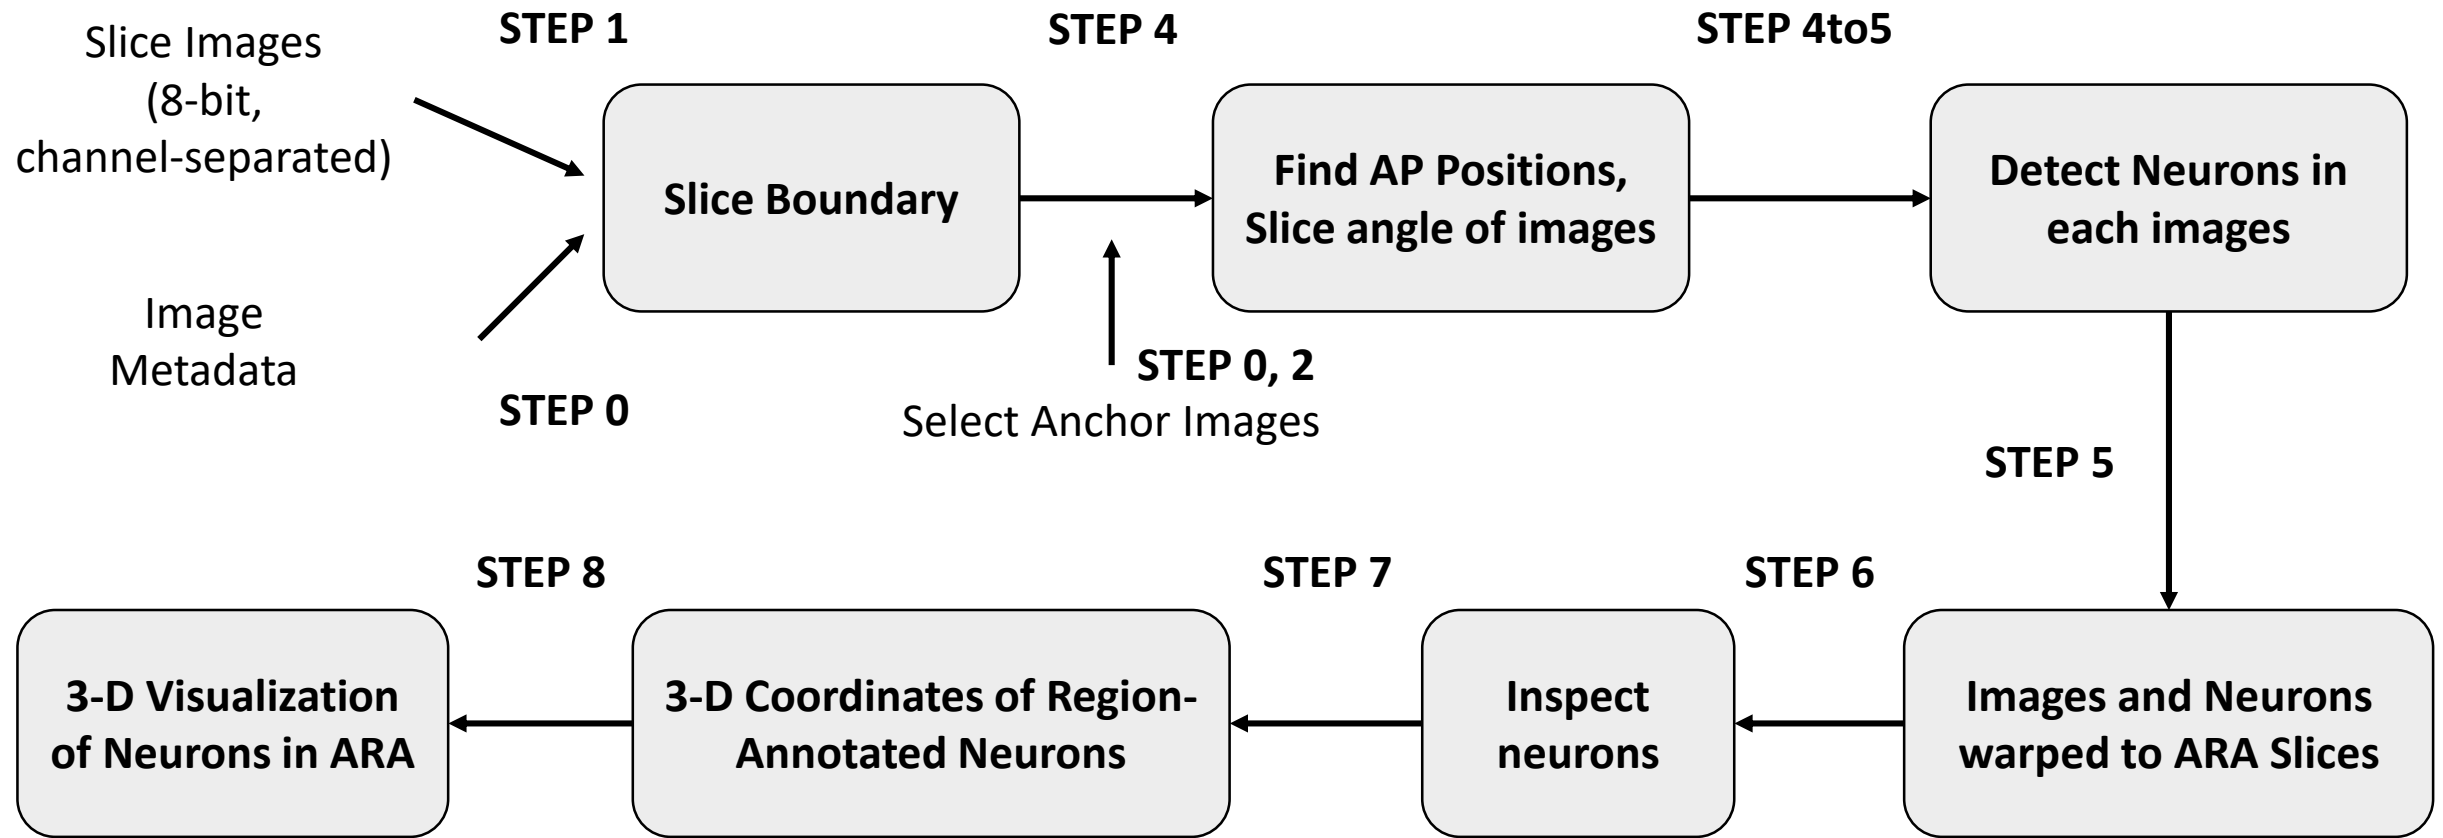 Slice Images
(8-bit,
channel-separated)
Image
Metadata
STEP 1
STEP 0
Slice Boundary
STEP 4
STEP 0, 2
Select Anchor Images
Find AP Positions,
Slice angle of images
STEP 4to5
Detect Neurons in
each images
STEP 5
Images and Neurons
warped to ARA Slices
STEP 6
Inspect
neurons
STEP 7
3-D Coordinates of Region-
Annotated Neurons
STEP 8
3-D Visualization
of Neurons in ARA